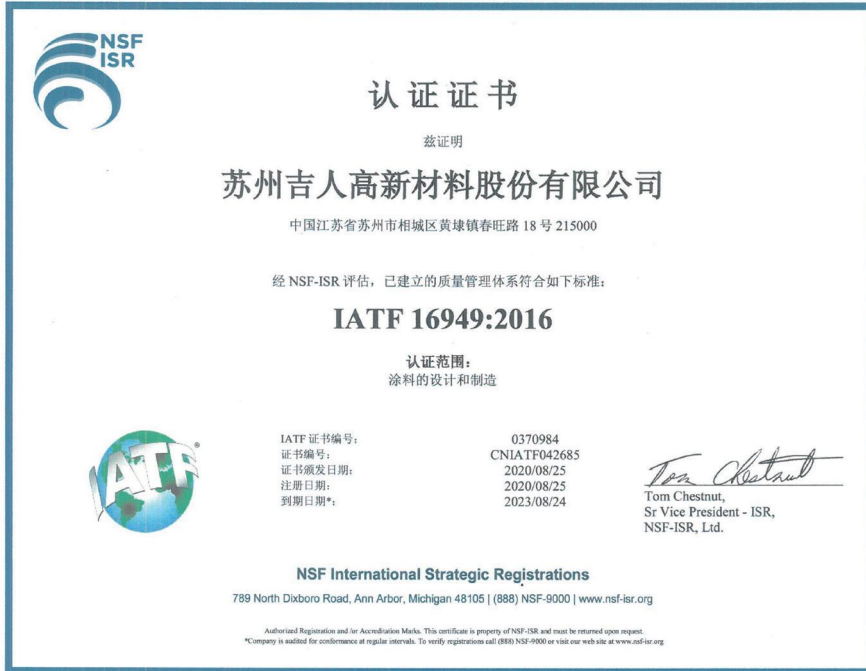 NSF
ISR
认证证书
兹证明
苏州吉人高新材料股份有限公司
中国江苏省苏州市相城区黄埭镇春旺路 18 号 215000
经 NSF-ISR 评估，已建立的质量管理体系符合如下标准：
IATF 16949:2016
认证范围：
涂料的设计和制造
IATF 证书编号： 0370984
证书编号： CNIATF042685
证书颁发日期： 2020/08/25
注册日期： 2020/08/25
到期日期*： 2023/08/24
IATF®
Tom Chestnut
Tom Chestnut,
Sr Vice President - ISR,
NSF-ISR, Ltd.
NSF International Strategic Registrations
789 North Dixboro Road, Ann Arbor, Michigan 48105 | (888) NSF-9000 | www.nsf-isr.org
Authorized Registration and /or Accreditation Marks. This certificate is property of NSF-ISR and must be returned upon request.
*Company is audited for conformance at regular intervals. To verify registrations call (888) NSF-9000 or visit our web site at www.nsf-isr.org